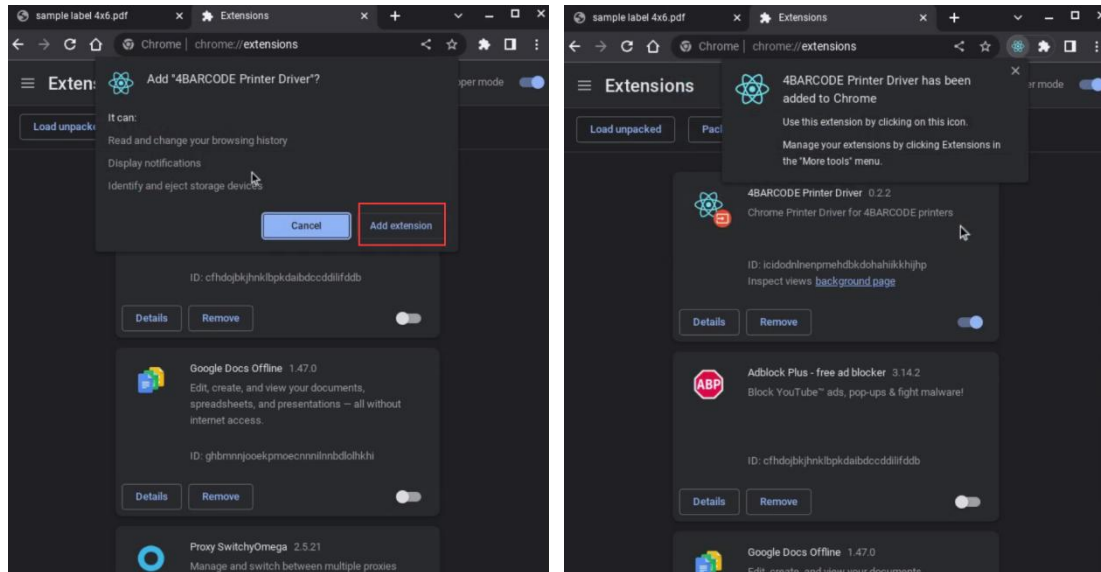 sample label 4x6.pdf
Extensions
Chrome | chrome://extensions
Exten
per mode
Add "4BARCODE Printer Driver"?
It can:
Read and change your browsing history
Display notifications
Identify and eject storage devices
Cancel
Add extension
Load unpack
ID: cfhdojbkjhnklbpkdaibdccddilifddb
Details
Remove
Google Docs Offline 1.47.0
Edit, create, and view your documents,
spreadsheets, and presentations — all without
internet access.
ID: ghbmnnjooekpmoecnnnilnnbdlolhkhi
Details
Remove
Proxy SwitchyOmega 2.5.21
Manage and switch between multiple proxies
sample label 4x6.pdf
Extensions
Chrome | chrome://extensions
Extensions
er mode
4BARCODE Printer Driver has been
added to Chrome
Use this extension by clicking on this icon.
Manage your extensions by clicking Extensions in
the "More tools" menu.
Load unpacked
Pac
4BARCODE Printer Driver 0.2.2
Chrome Printer Driver for 4BARCODE printers
ID: icidodnlnenpmehdbkdohahiikkhijhp
Inspect views background page
Details
Remove
ABP
Adblock Plus - free ad blocker 3.14.2
Block YouTube™ ads, pop-ups & fight malware!
ID: cfhdojbkjhnklbpkdaibdccddilifddb
Details
Remove
Google Docs Offline 1.47.0
Edit, create, and view your documents